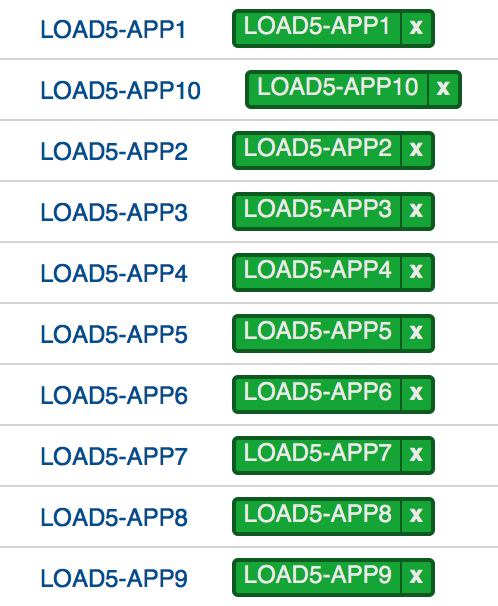 LOAD5-APP1 LOAD5-APP1 x
LOAD5-APP10 LOAD5-APP10 x
LOAD5-APP2 LOAD5-APP2 x
LOAD5-APP3 LOAD5-APP3 x
LOAD5-APP4 LOAD5-APP4 x
LOAD5-APP5 LOAD5-APP5 x
LOAD5-APP6 LOAD5-APP6 x
LOAD5-APP7 LOAD5-APP7 x
LOAD5-APP8 LOAD5-APP8 x
LOAD5-APP9 LOAD5-APP9 x